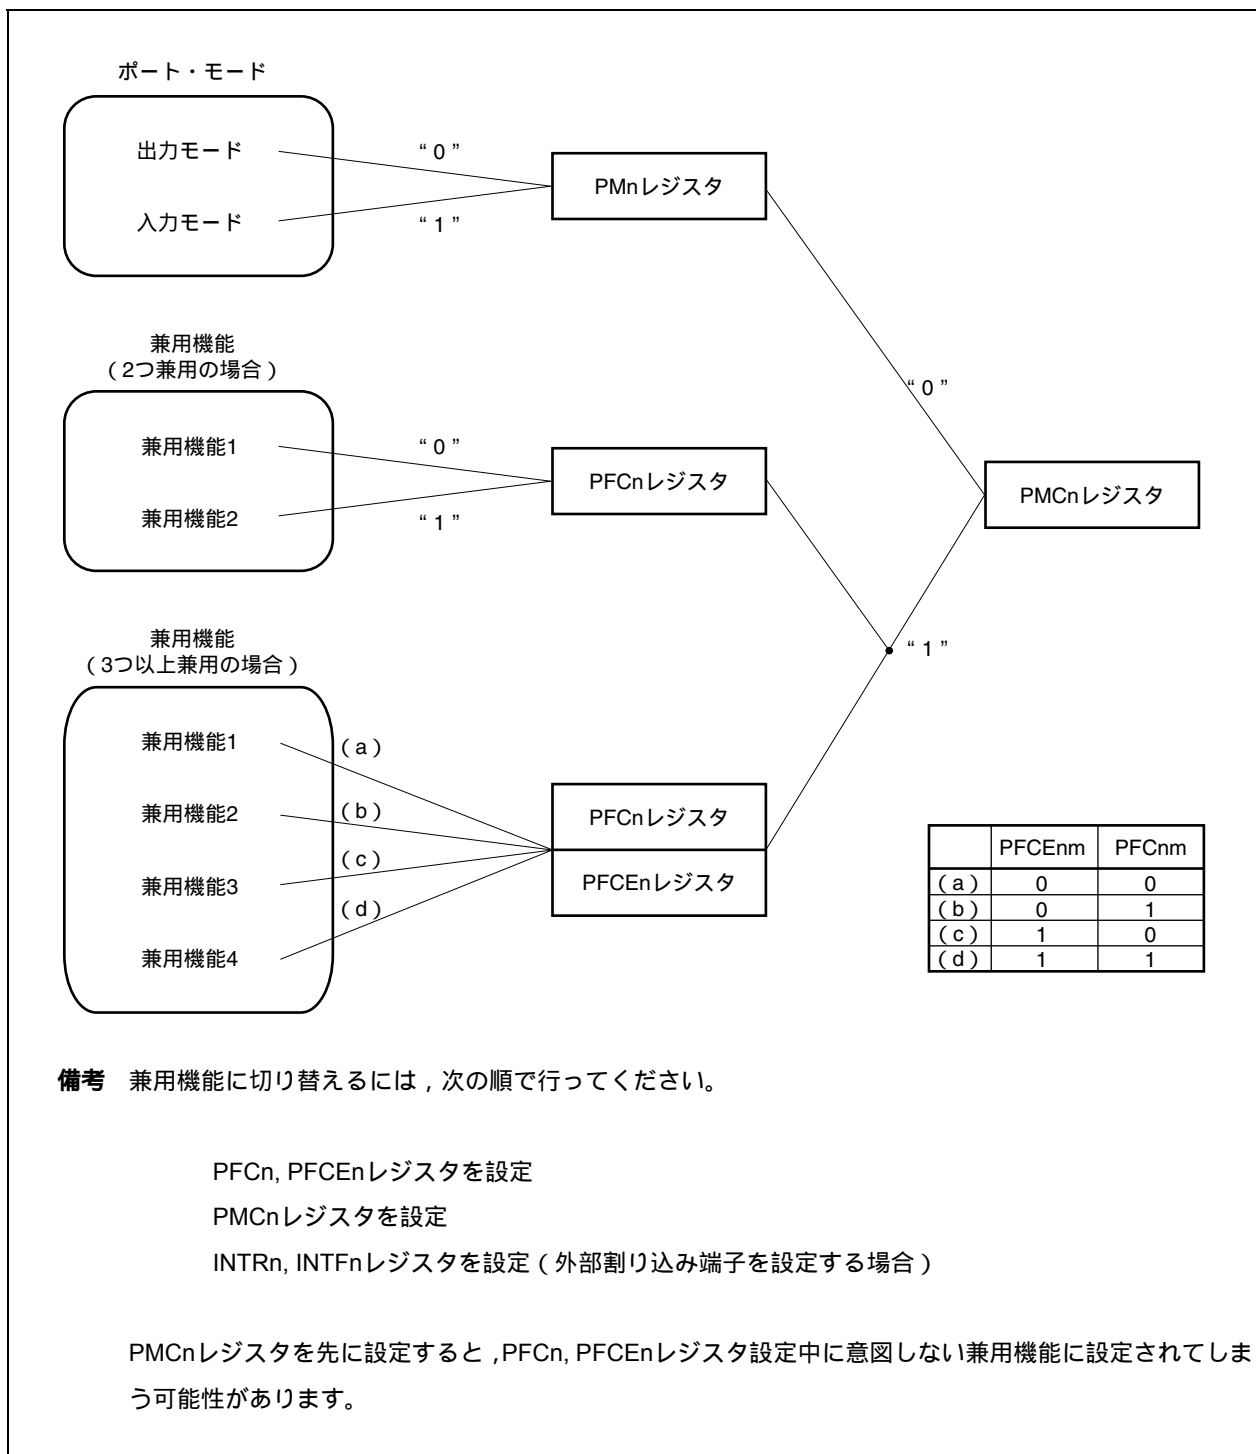 ポート・モード
出力モード
“ 0 ”
入力モード
“ 1 ”
PMnレジスタ
“ 0 ”
兼用機能
（2つ兼用の場合）
兼用機能1
“ 0 ”
兼用機能2
“ 1 ”
PFCnレジスタ
PMCnレジスタ
“ 1 ”
兼用機能
（3つ以上兼用の場合）
兼用機能1
（a）
兼用機能2
（b）
兼用機能3
（c）
兼用機能4
（d）
PFCnレジスタ
PFCEnレジスタ
PFCEnm PFCnm
（a） 0 0
（b） 0 1
（c） 1 0
（d） 1 1
備考 兼用機能に切り替えるには，次の順で行ってください。
PFCn, PFCEnレジスタを設定
PMCnレジスタを設定
INTRn, INTFnレジスタを設定（外部割り込み端子を設定する場合）
PMCnレジスタを先に設定すると，PFCn, PFCEnレジスタ設定中に意図しない兼用機能に設定されてしま
う可能性があります。